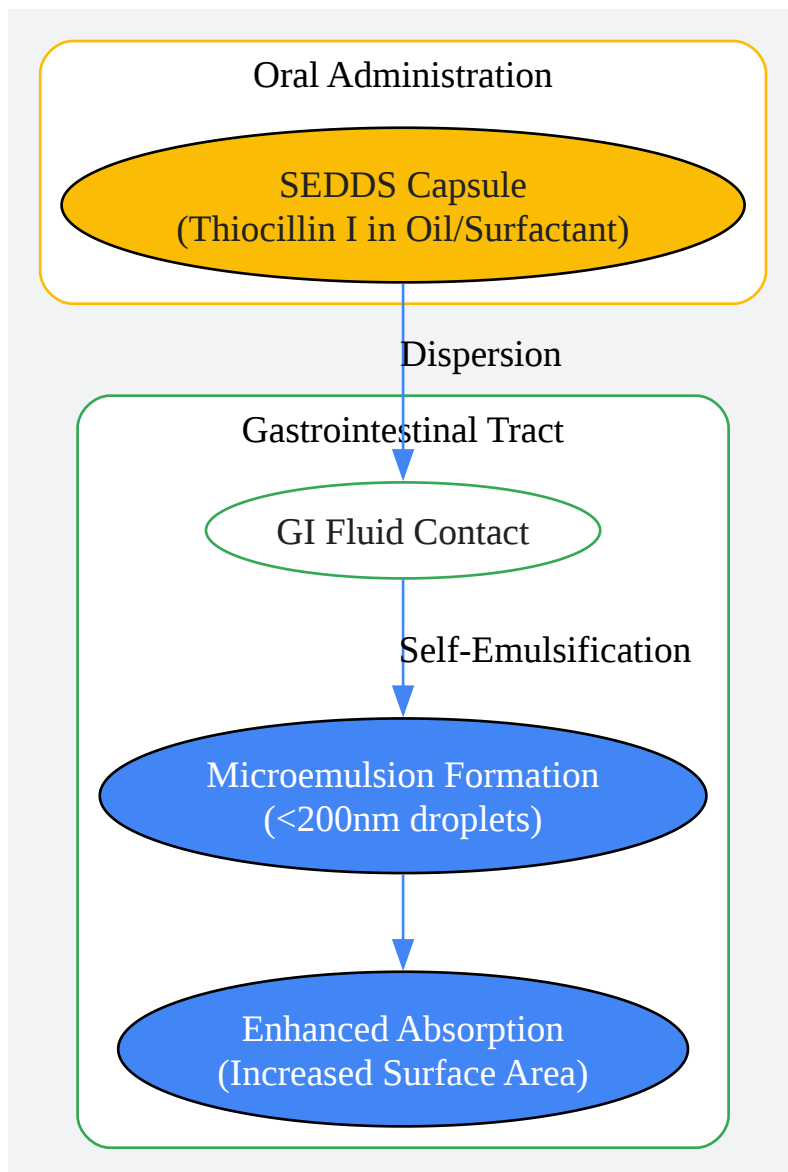 Oral Administration
SEDDS Capsule
(Thiocillin I in Oil/Surfactant)
Dispersion
Gastrointestinal Tract
GI Fluid Contact
Self-Emulsification
Microemulsion Formation
(<200nm droplets)
Enhanced Absorption
(Increased Surface Area)